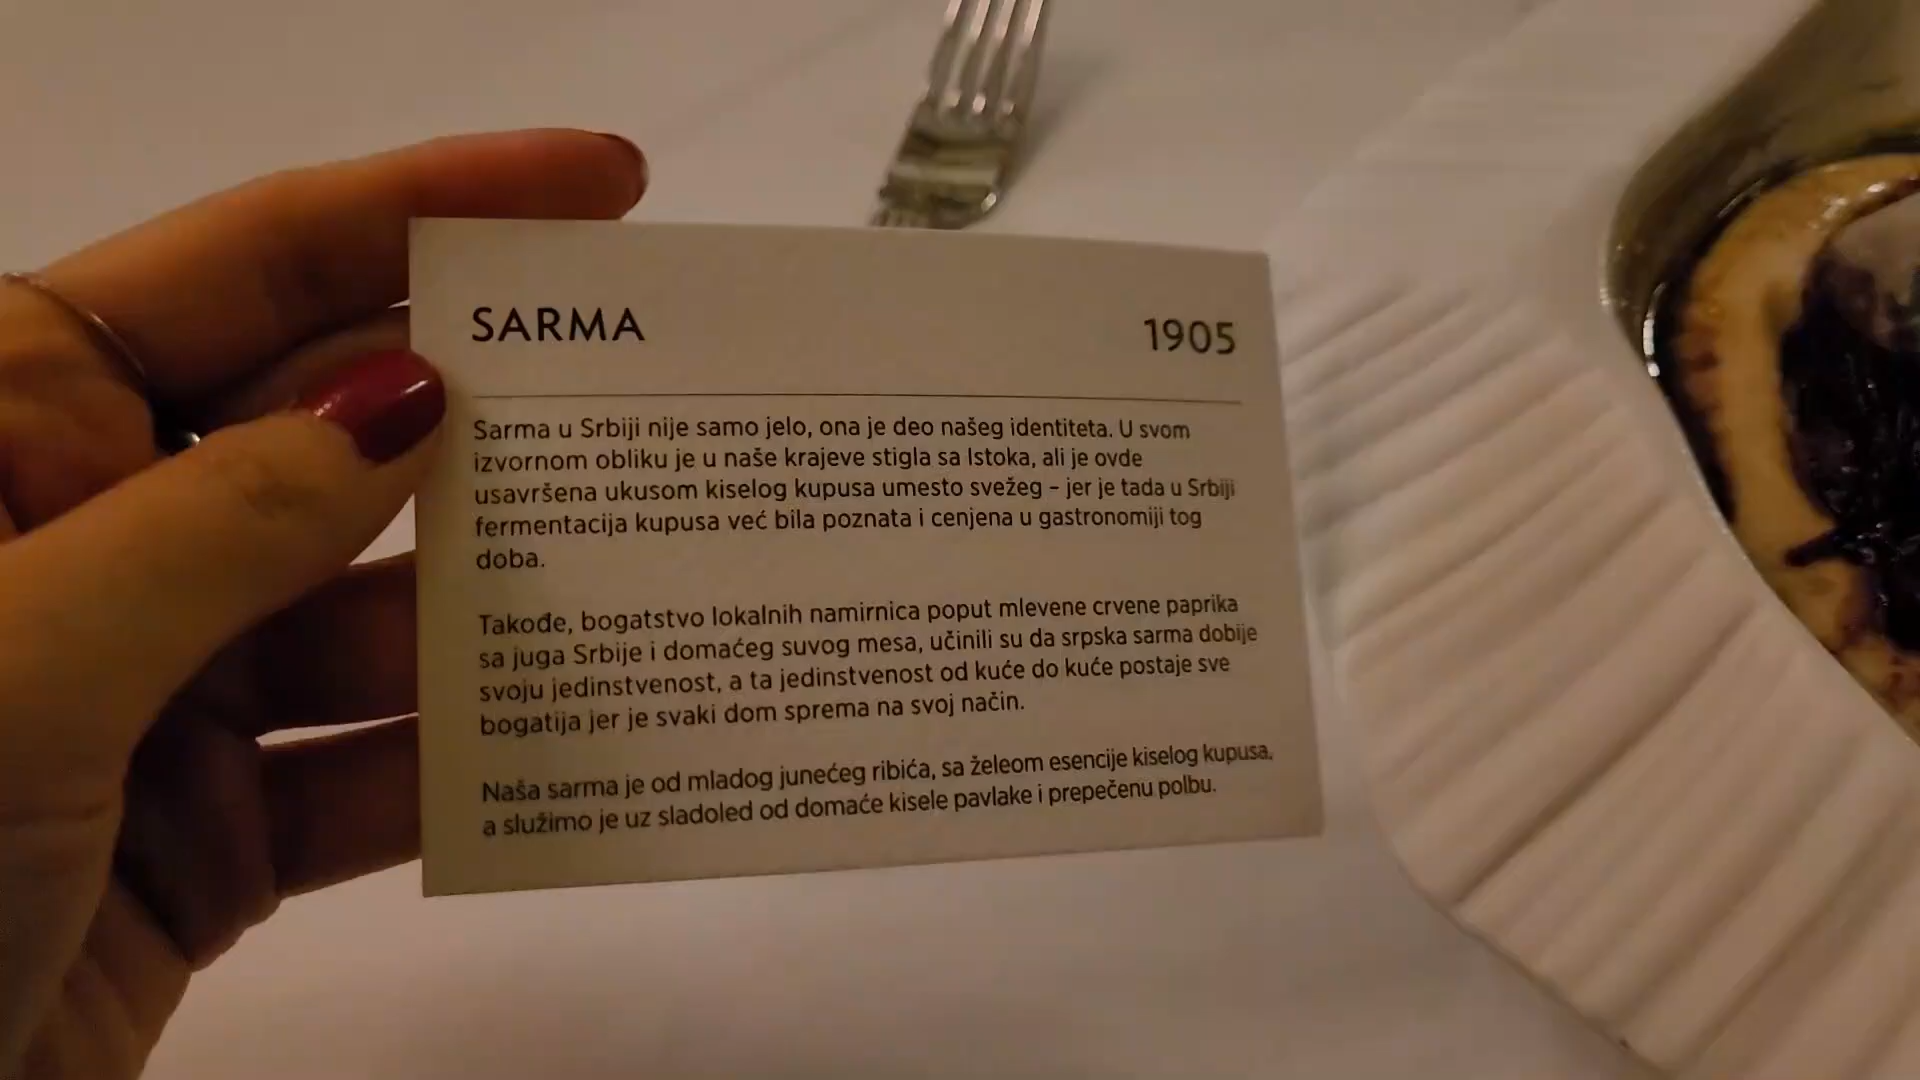 SARMA
1905
Sarma u Srbiji nije samo jelo, ona je deo našeg identiteta. U svom
izvornom obliku je u naše krajeve stigla sa Istoka, ali je ovde
usavršena ukusom kiselog kupusa umesto svežeg – jer je tada u Srbiji
fermentacija kupusa već bila poznata i cenjena u gastronomiji tog
doba.
Takođe, bogatstvo lokalnih namirnica poput mlevene crvene paprika
sa juga Srbije i domaćeg suvog mesa, učinili su da srpska sarma dobije
svoju jedinstvenost, a ta jedinstvenost od kuće do kuće postaje sve
bogatija jer je svaki dom sprema na svoj način.
Naša sarma je od mladog junećeg ribića, sa želeom esencije kiselog kupusa,
a služimo je uz sladoled od domaće kisele pavlake i prepečenu polbu.